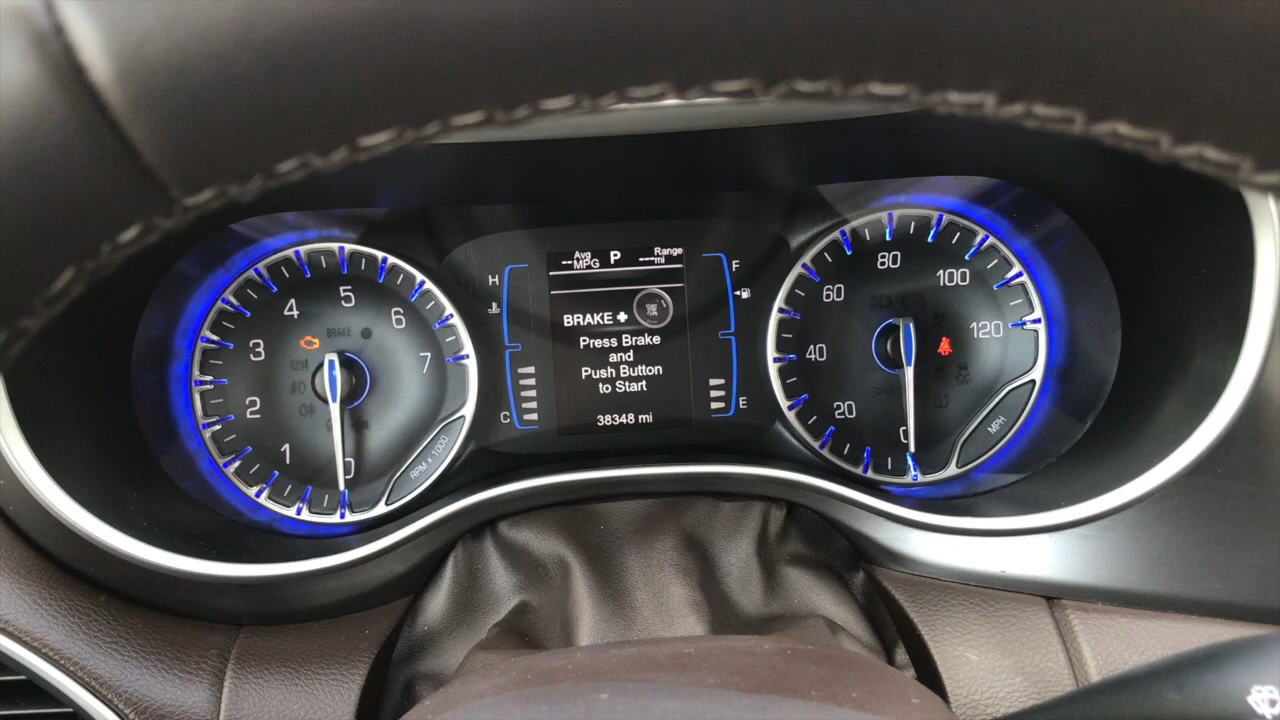 1
2
3
4
5
6
7
0
RPM x 1000
BRAKE
H
C
--Avg MPG
P
Range
---mi
BRAKE +
Press Brake
and
Push Button
to Start
38348 mi
F
E
0
20
40
60
80
100
120
MPH